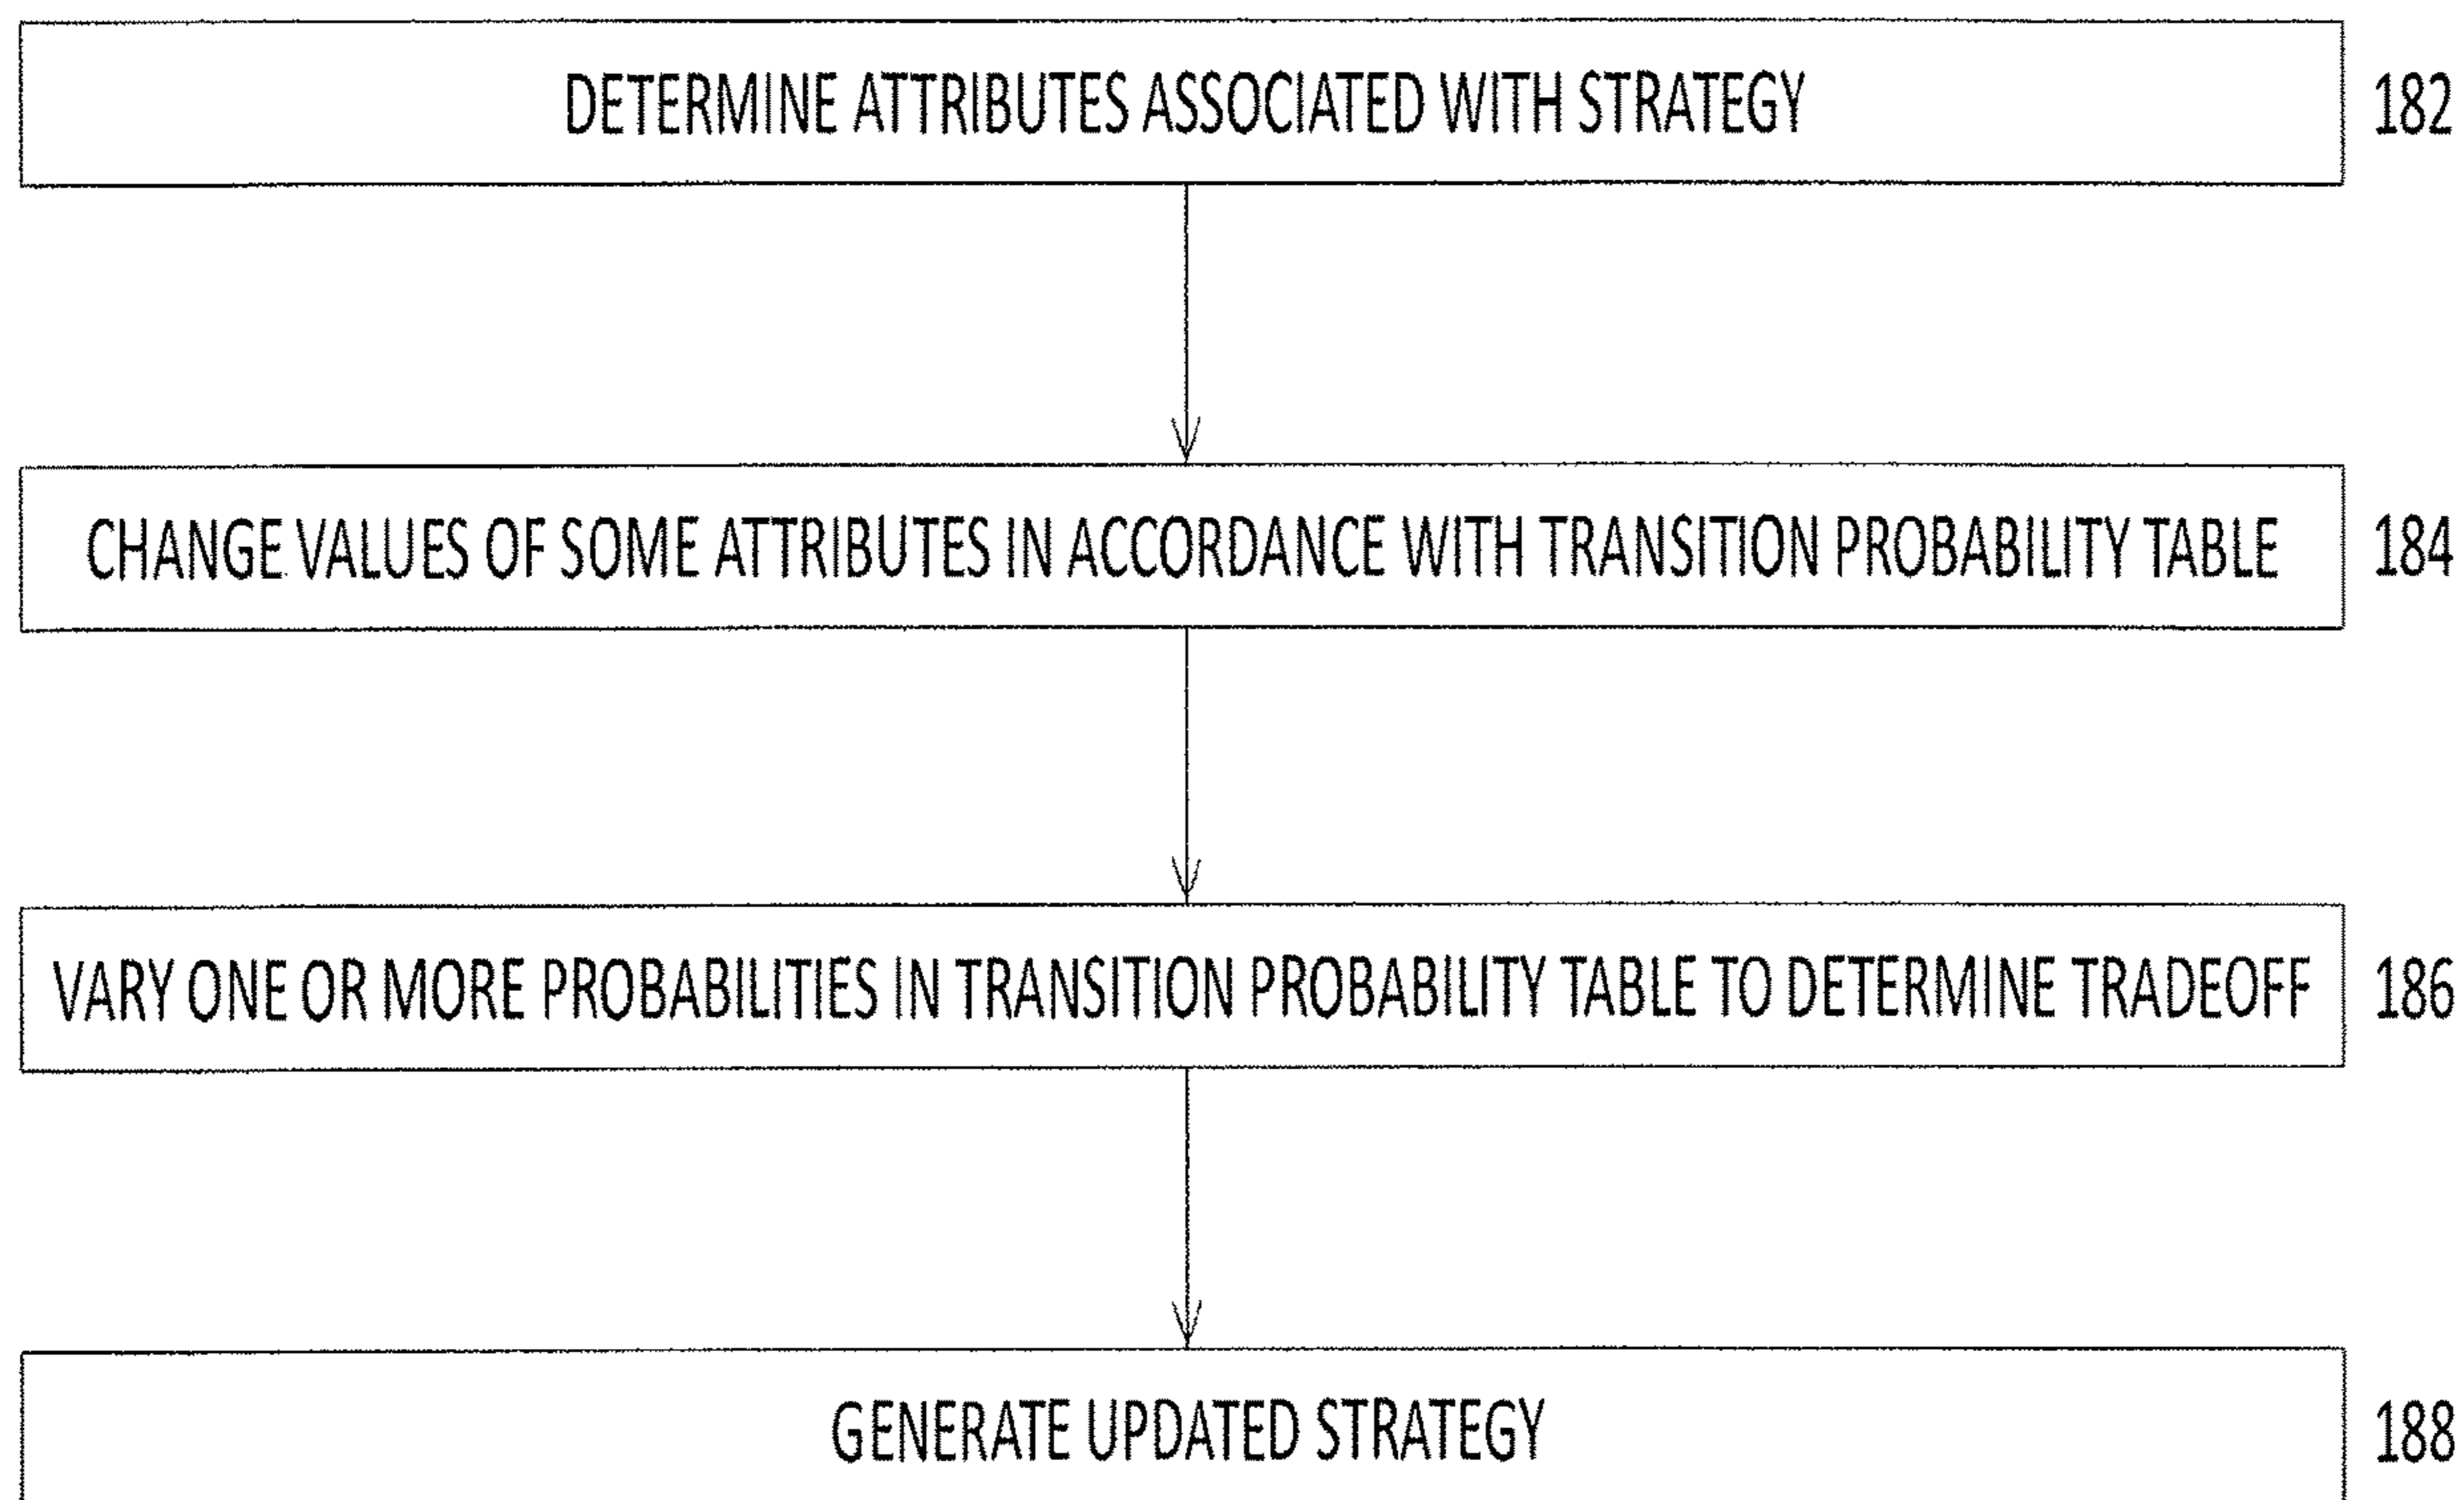 DETERMINE ATTRIBUTES ASSOCIATED WITH STRATEGY 182
CHANGE VALUES OF SOME ATTRIBUTES IN ACCORDANCE WITH TRANSITION PROBABILITY TABLE 184
VARY ONE OR MORE PROBABILITIES IN TRANSITION PROBABILITY TABLE TO DETERMINE TRADEOFF 186
GENERATE UPDATED STRATEGY 188